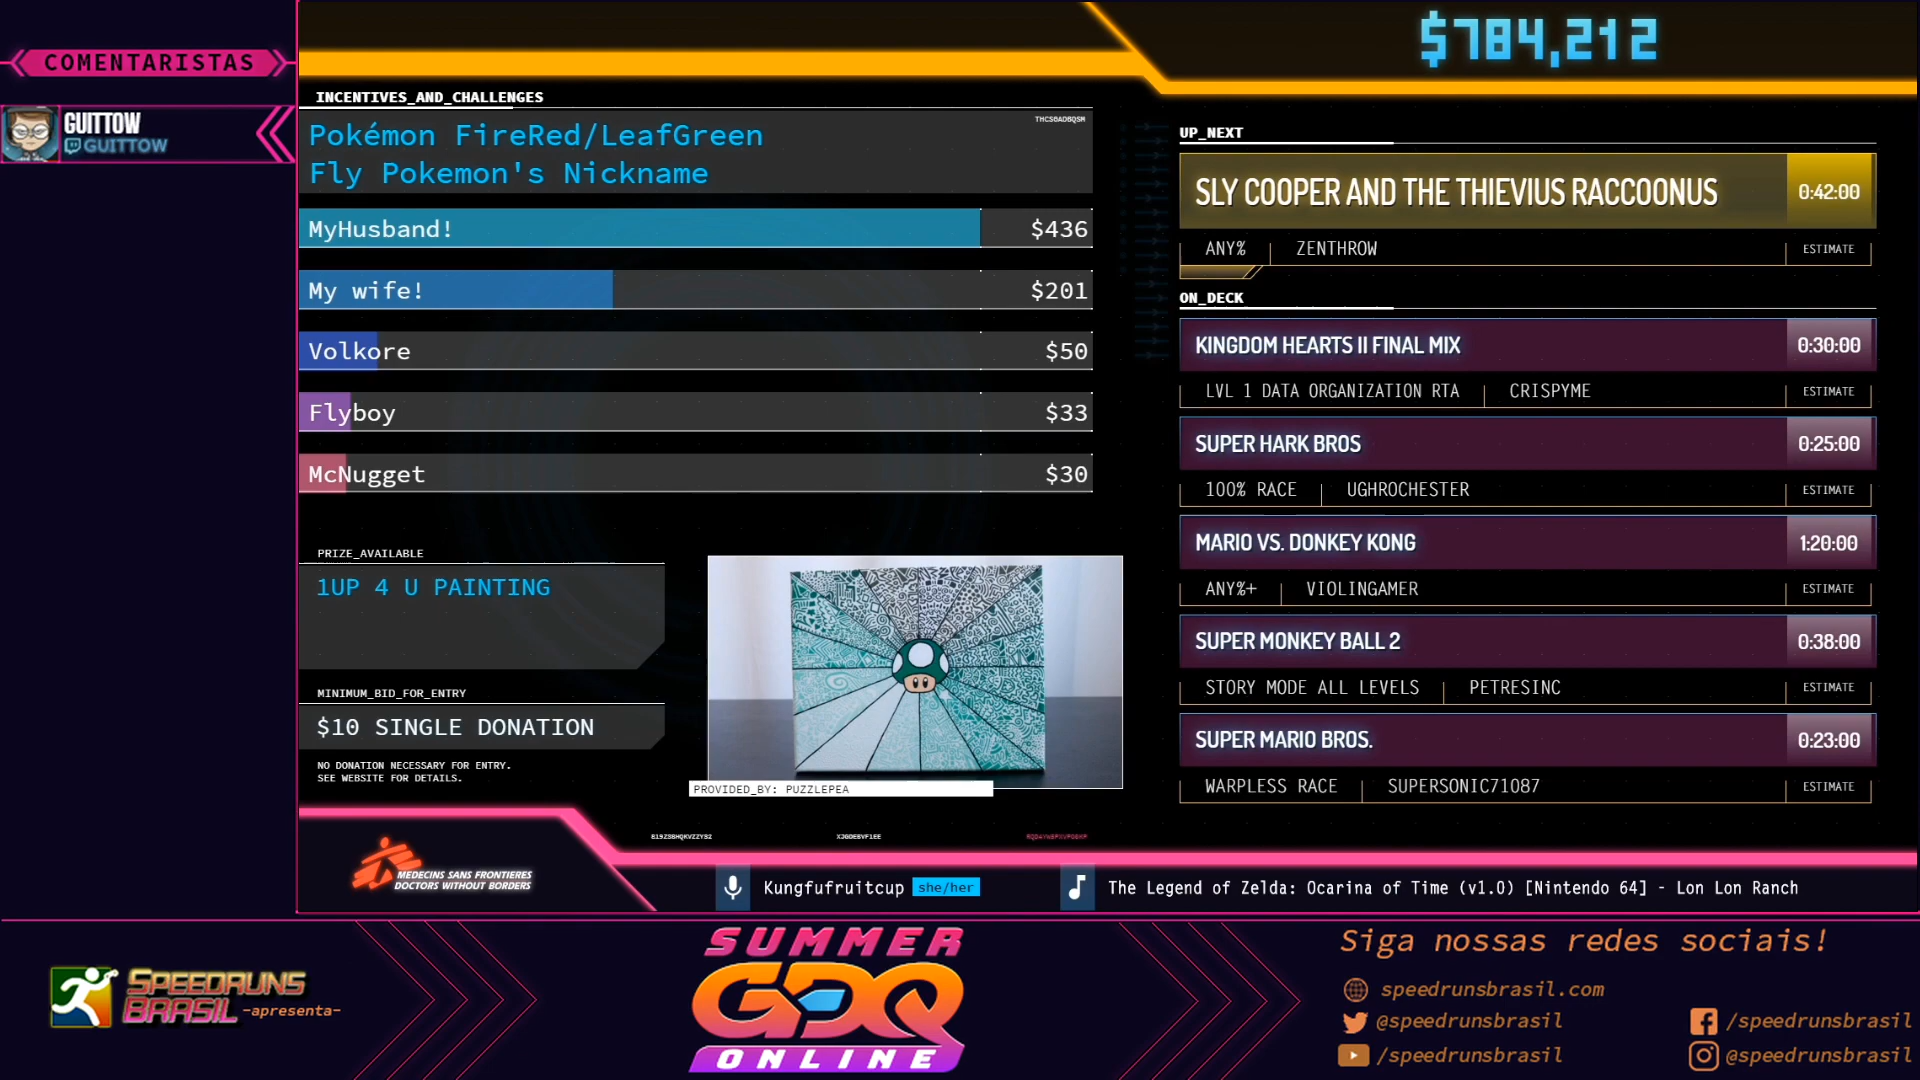 COMENTARISTAS
GUITTOW
GUITTOW
$784,212
INCENTIVES_AND_CHALLENGES
Pokémon FireRed/LeafGreen
Fly Pokemon's Nickname
MyHusband! $436
My wife! $201
Volkore $50
Flyboy $33
McNugget $30
PRIZE_AVAILABLE
1UP 4 U PAINTING
MINIMUM_BID_FOR_ENTRY
$10 SINGLE DONATION
NO DONATION NECESSARY FOR ENTRY.
SEE WEBSITE FOR DETAILS.
PROVIDED_BY: PUZZLEPEA
UP_NEXT
SLY COOPER AND THE THIEVIUS RACCOONUS 0:42:00
ANY% ZENTHROW ESTIMATE
ON_DECK
KINGDOM HEARTS II FINAL MIX 0:30:00
LVL 1 DATA ORGANIZATION RTA CRISPYME ESTIMATE
SUPER HARK BROS 0:25:00
100% RACE UGHROCHESTER ESTIMATE
MARIO VS. DONKEY KONG 1:20:00
ANY%+ VIOLINGAMER ESTIMATE
SUPER MONKEY BALL 2 0:38:00
STORY MODE ALL LEVELS PETRESINC ESTIMATE
SUPER MARIO BROS. 0:23:00
WARPLESS RACE SUPERSONIC71087 ESTIMATE
MEDECINS SANS FRONTIERES
DOCTORS WITHOUT BORDERS
Kungfufruitcup she/her
The Legend of Zelda: Ocarina of Time (v1.0) [Nintendo 64] - Lon Lon Ranch
SPEEDRUNS
BRASIL -apresenta-
SUMMER
GDQ
ONLINE
Siga nossas redes sociais!
speedrunsbrasil.com
@speedrunsbrasil
/speedrunsbrasil
/speedrunsbrasil
@speedrunsbrasil